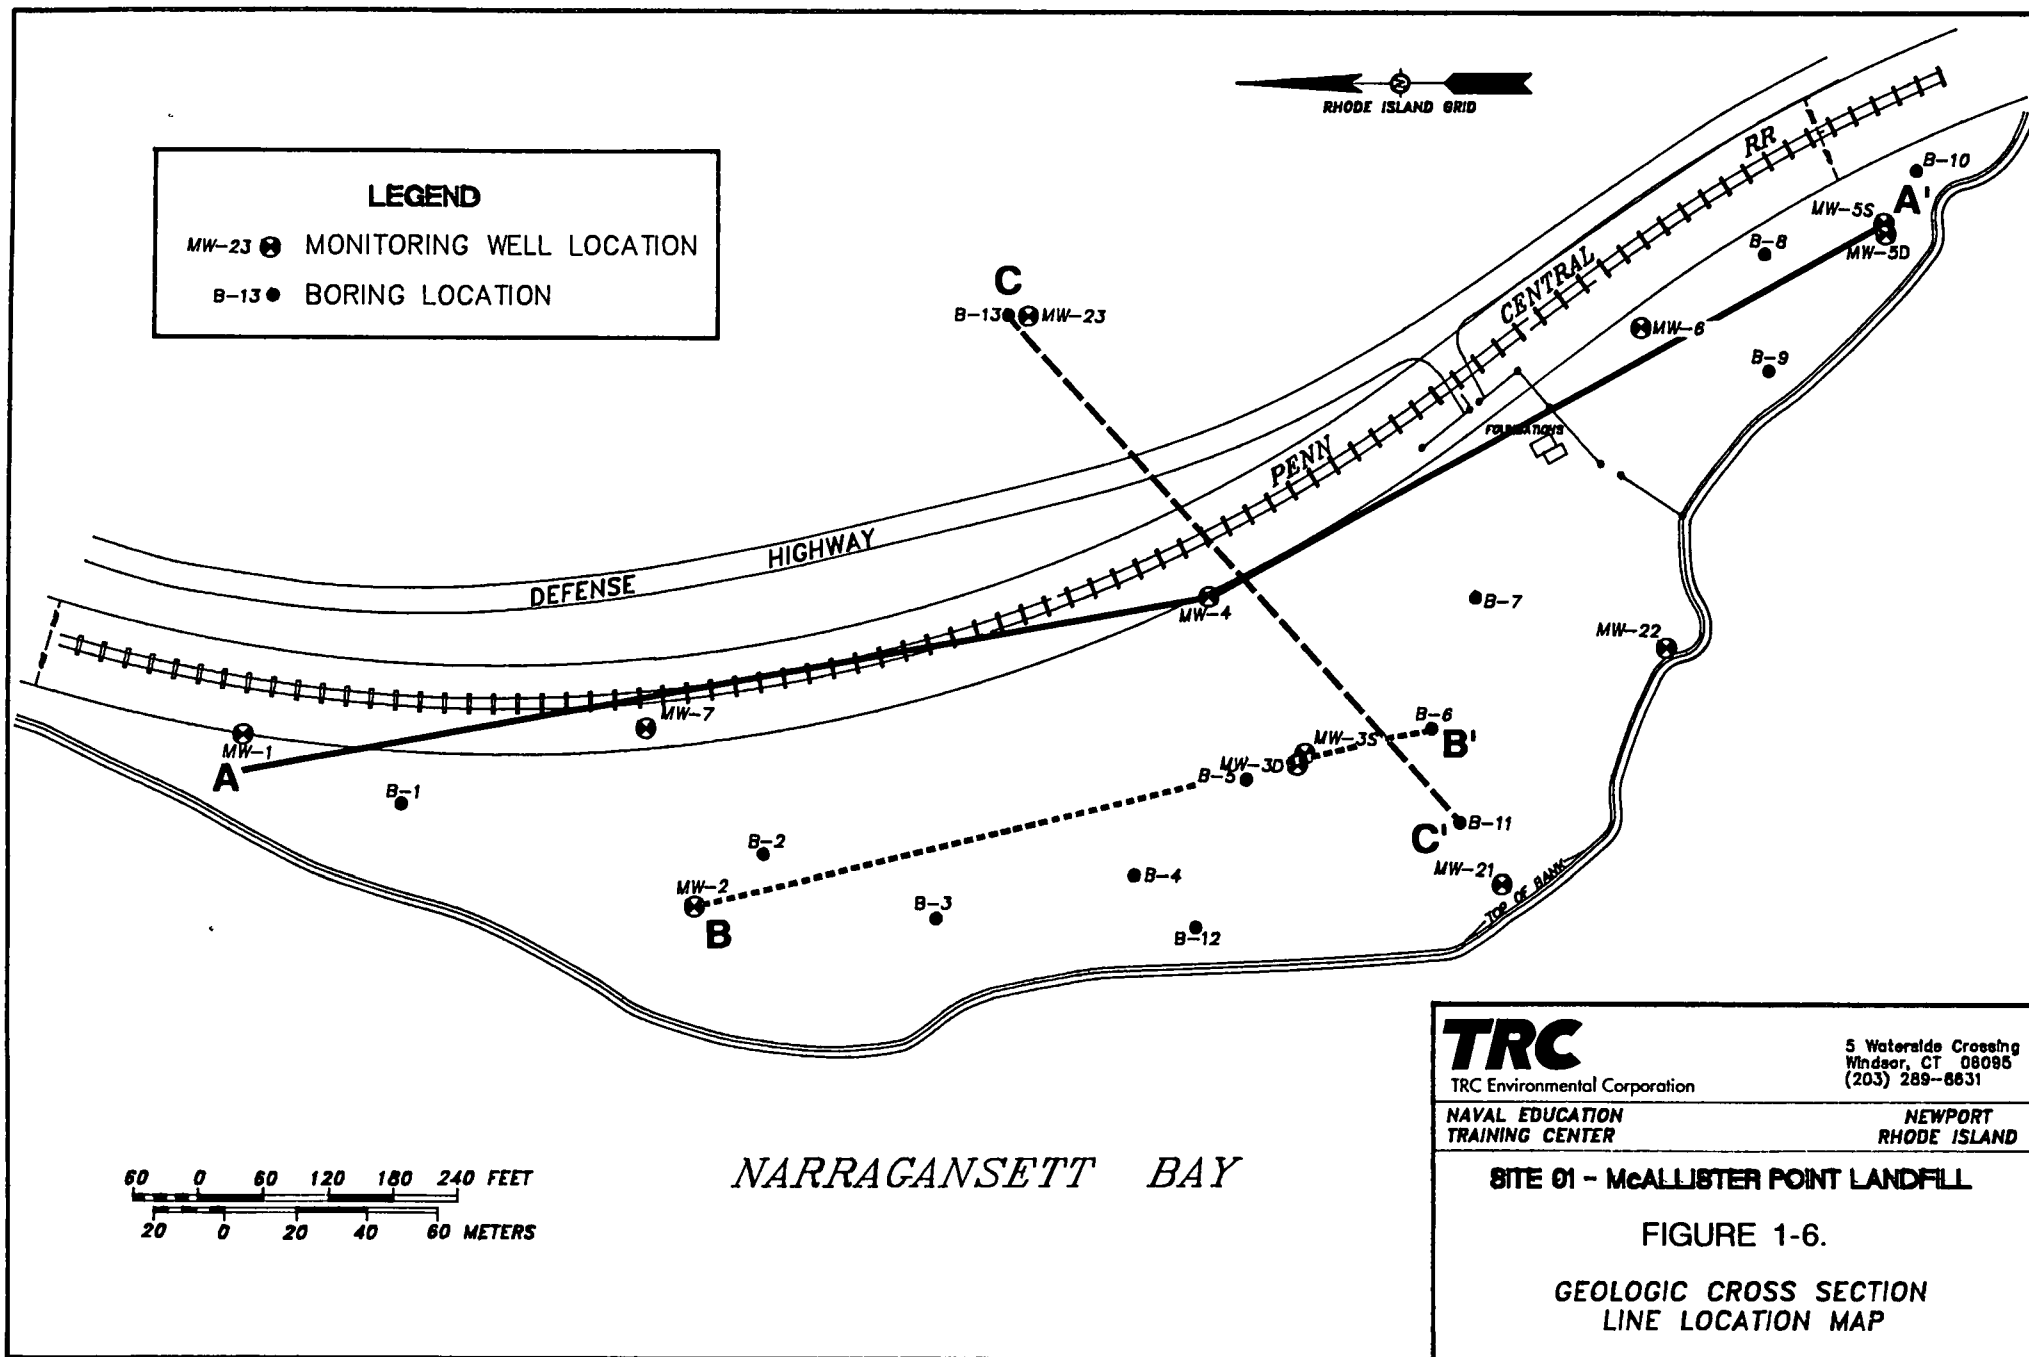 N
RHODE ISLAND GRID
LEGEND
MW-23 MONITORING WELL LOCATION
B-13 BORING LOCATION
RR
B-10
A'
MW-5S
MW-5D
B-8
C
B-13 MW-23
CENTRAL
MW-6
B-9
FOUNDATIONS
PENN
HIGHWAY
DEFENSE
MW-4
B-7
MW-22
MW-7
MW-1
A
B-1
B-6
B'
MW-3S
MW-3D
B-5
B-11
C'
B-2
MW-2
B
B-3
B-4
B-12
MW-21
TOP OF BANK
NARRAGANSETT BAY
60 0 60 120 180 240 FEET
20 0 20 40 60 METERS
TRC
TRC Environmental Corporation
5 Waterside Crossing
Windsor, CT 06095
(203) 289-8631
NAVAL EDUCATION
TRAINING CENTER
NEWPORT
RHODE ISLAND
SITE 01 - McALLISTER POINT LANDFILL
FIGURE 1-6.
GEOLOGIC CROSS SECTION
LINE LOCATION MAP